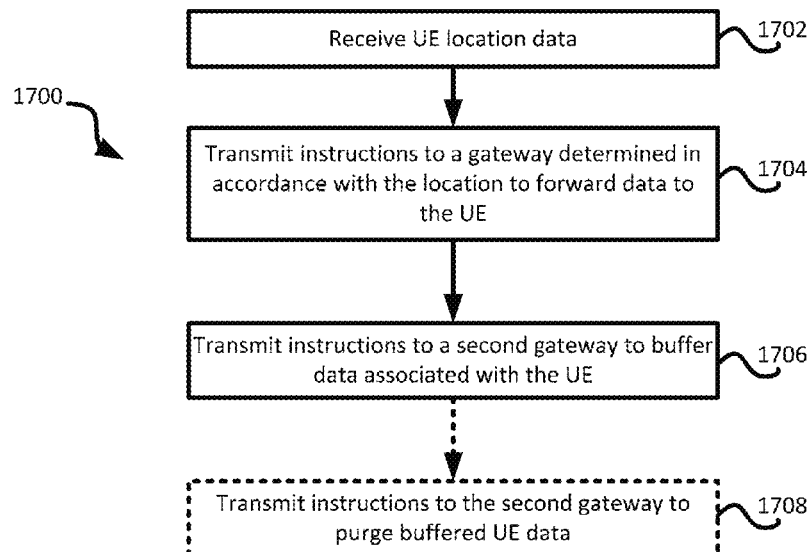 Receive UE location data
1702
1700
Transmit instructions to a gateway determined in
accordance with the location to forward data to
the UE
1704
Transmit instructions to a second gateway to buffer
data associated with the UE
1706
Transmit instructions to the second gateway to
purge buffered UE data
1708